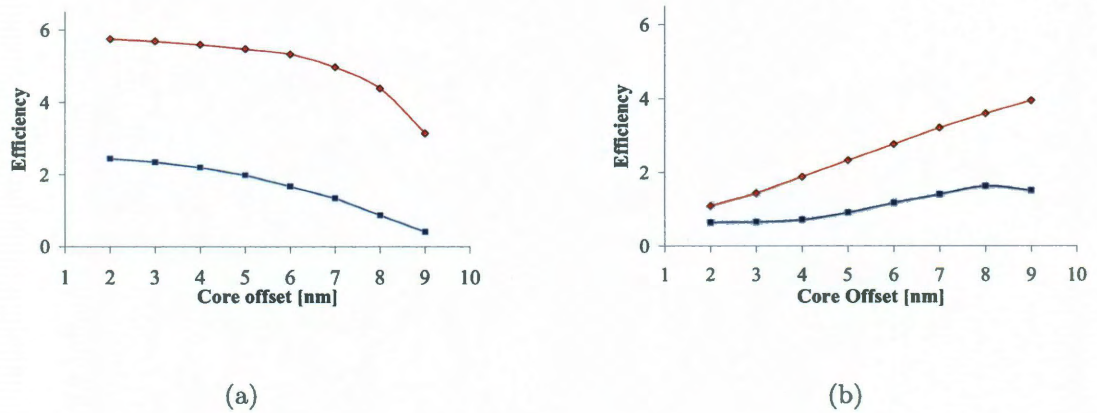 6
4
2
0
Efficiency
1 2 3 4 5 6 7 8 9 10
Core offset [nm]
(a)
6
4
2
0
Efficiency
1 2 3 4 5 6 7 8 9 10
Core Offset [nm]
(b)